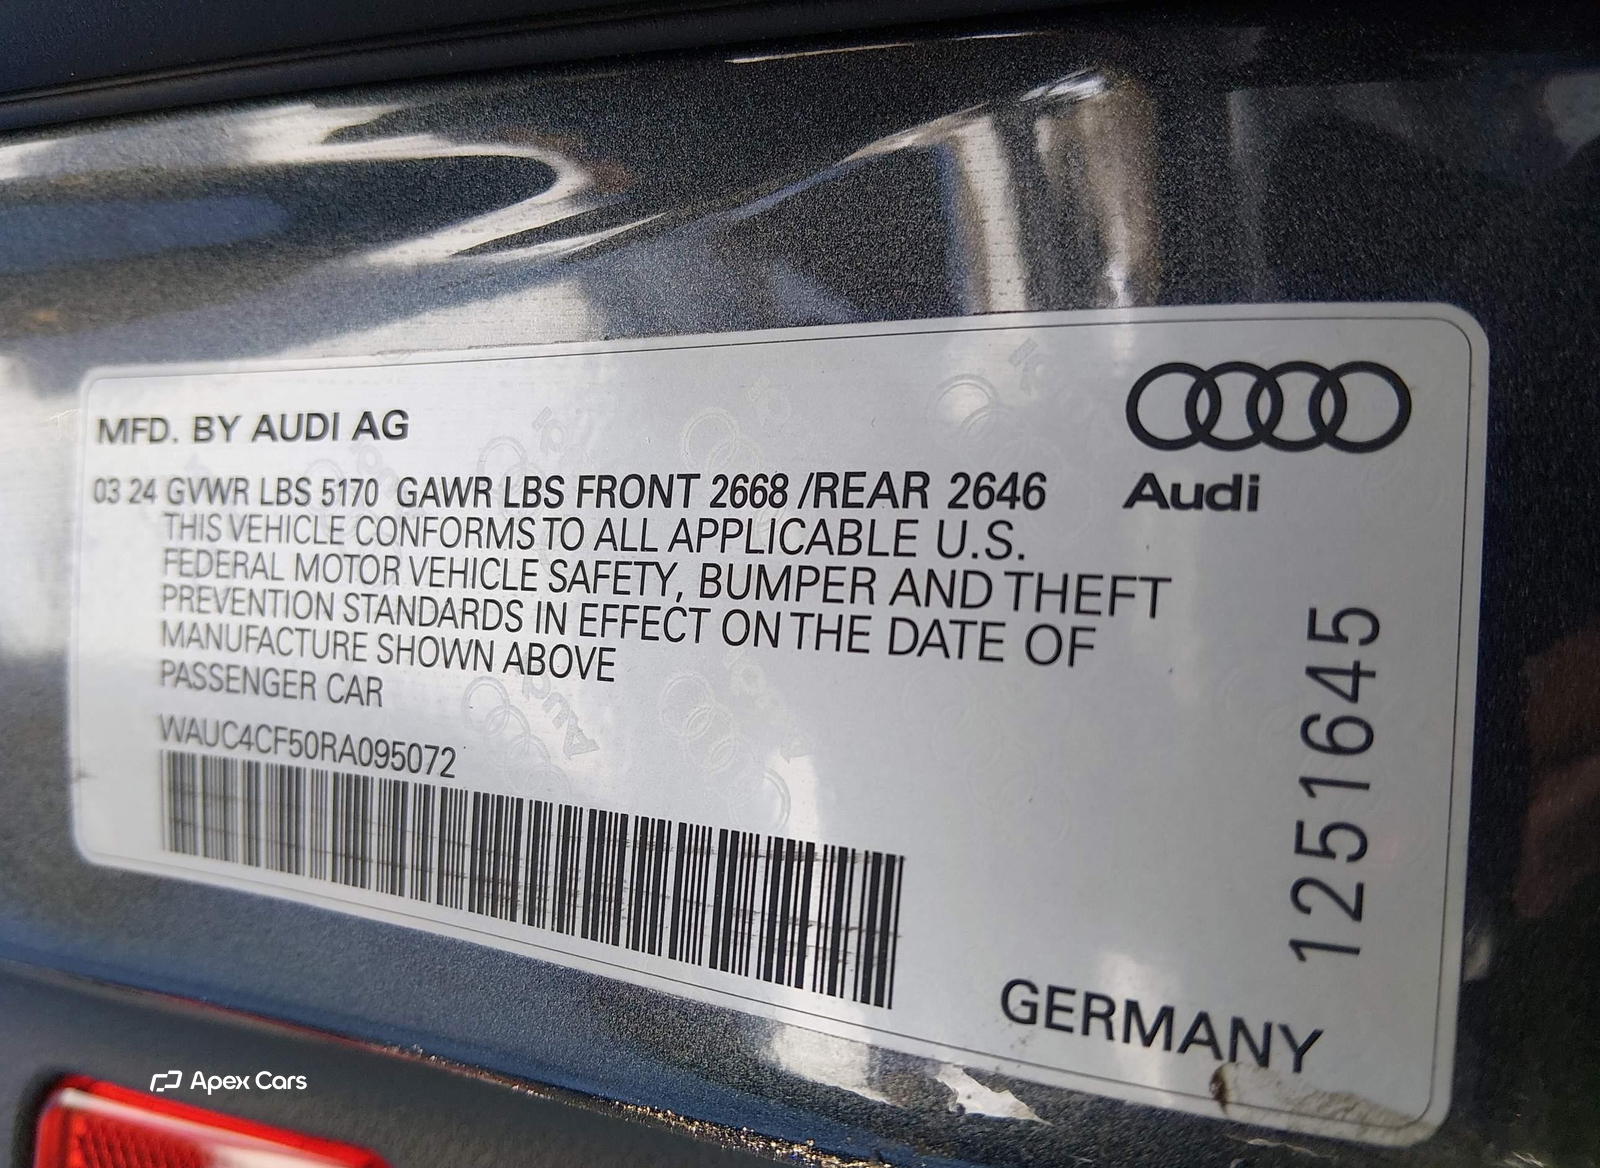 MFD. BY AUDI AG
03 24 GVWR LBS 5170 GAWR LBS FRONT 2668 /REAR 2646
THIS VEHICLE CONFORMS TO ALL APPLICABLE U.S.
FEDERAL MOTOR VEHICLE SAFETY, BUMPER AND THEFT
PREVENTION STANDARDS IN EFFECT ON THE DATE OF
MANUFACTURE SHOWN ABOVE
PASSENGER CAR
WAUC4CF50RA095072
Audi
1251645
GERMANY
Apex Cars